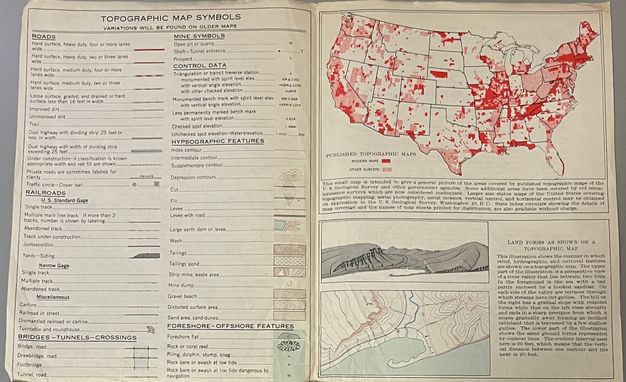 TOPOGRAPHIC MAP SYMBOLS
VARIATIONS WILL BE FOUND ON OLDER MAPS
ROADS
Hard surface, heavy duty, four or more lanes
wide
Hard surface, heavy duty, two or three lanes
wide
Hard surface, medium duty, four or more
lanes wide
Hard surface, medium duty, two or three
lanes wide
Loose surface, graded, and drained or hard
surface less than 16 feet in width
Improved dirt
Unimproved dirt
Trail
Dual highway with dividing strip 25 feet or
less in width
Dual highway with width of dividing strip
exceeding 25 feet
Under construction—if classification is known
appropriate width and red fill are shown
Private roads are sometimes labeled for
clarity
PRIVATE
Traffic circle—Clover leaf
RAILROADS
U. S. Standard Gage
Single track
Multiple main line track if more than 2
tracks, number is shown by labeling
Abandoned track
Track under construction
Juxtaposition
Yards—Siding
Narrow Gage
Single track
Multiple track
Abandoned track
Miscellaneous
Carline
Railroad in street
Dismantled railroad or carline
Turntable and roundhouse
BRIDGES-TUNNELS-CROSSINGS
Bridge, road
Drawbridge, road
Footbridge
Tunnel, road
MINE SYMBOLS
Open pit or quarry
Shaft—Tunnel entrance
Prospect
CONTROL DATA
Triangulation or transit traverse station
monumented with spirit level elev
with vertical angle elevation
with other checked elevation
Monumented bench mark with spirit level elev
with vertical angle elevation
Less permanently marked bench mark
with spirit level elev
Checked spot elevation
Unchecked spot elevation—Water elevation
HYPSOGRAPHIC FEATURES
Index contour
Intermediate contour
Supplementary contour
Depression contours
Cut
Fill
Levee
Levee with road
Large earth dam or levee
Wash
Tailings
Tailings pond
Strip mine, waste area
Mine dump
Gravel beach
Distorted surface area
Sand area, sand dunes
FORESHORE-OFFSHORE FEATURES
Foreshore flat
Rock or coral reef
Piling, dolphin, stump, snag
Rock bare or awash at low tide
Rock bare or awash at low tide dangerous to
navigation
PUBLISHED TOPOGRAPHIC MAPS
MODERN MAPS
OTHER SURVEYS
This small map is intended to give a general picture of the area covered by published topographic maps of the
U. S. Geological Survey and other government agencies. Some additional areas have been covered by old recon-
naissance surveys which are now considered inadequate. Larger size status maps of the United States covering
topographic mapping, aerial photography, aerial mosaics, vertical control, and horizontal control may be obtained
on application to the U. S. Geological Survey, Washington 25, D. C. State index circulars showing the details of
map coverage and the names of map sheets printed for distribution, are also available without charge.
LAND FORMS AS SHOWN ON A
TOPOGRAPHIC MAP
This illustration shows the manner in which
relief, hydrographic, and cultural features
are shown on a topographic map. The upper
part of the illustration is a perspective view
of a river valley that lies between two hills.
In the foreground is the sea with a bay
partly enclosed by a hooked sandbar. On
each side of the valley are terraces through
which streams have cut gullies. The hill on
the right has a gradual slope with rounded
forms while that on the left rises abruptly
and ends in a sharp precipice from which it
slopes gradually away forming an inclined
tableland that is traversed by a few shallow
gullies. The lower part of the illustration
shows the same ground forms represented
by contour lines. The contour interval used
here is 20 feet, which means that the verti-
cal distance between one contour and the
next is 20 feet.